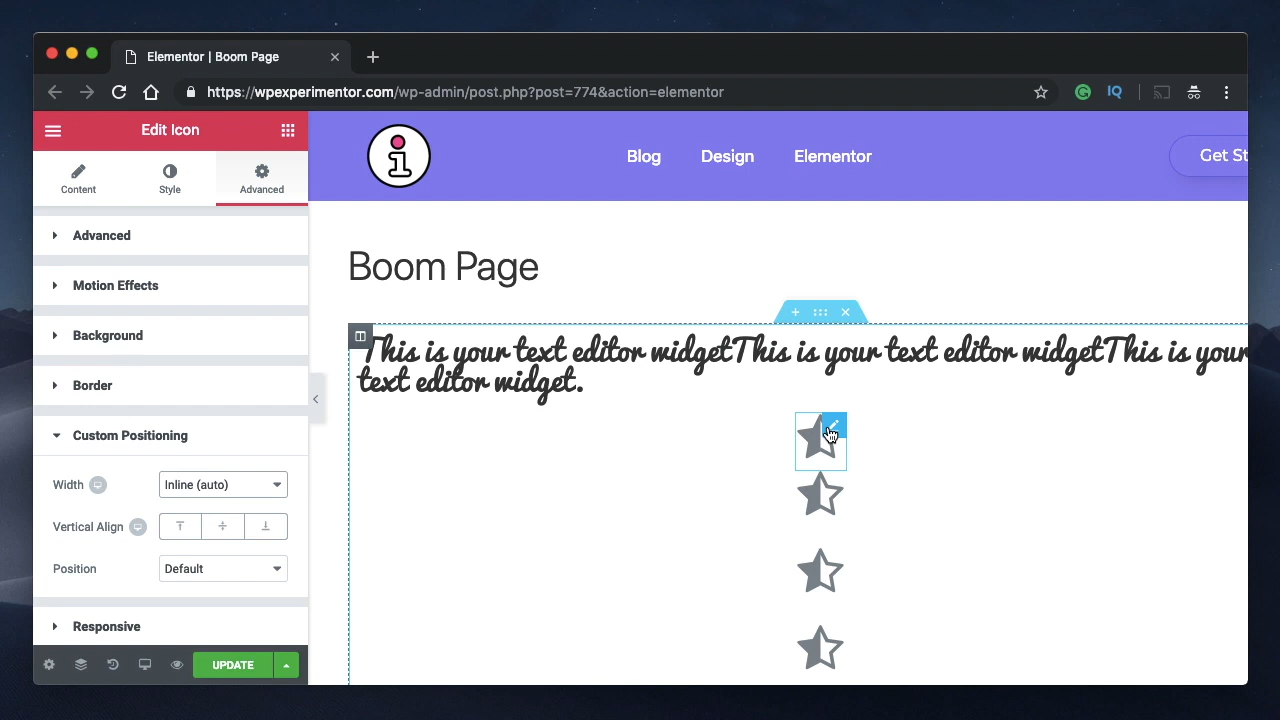 Elementor | Boom Page
https://wpexperimentor.com/wp-admin/post.php?post=774&action=elementor
IQ
Edit Icon
Content
Style
Advanced
Advanced
Motion Effects
Background
Border
Custom Positioning
Width
Inline (auto)
Vertical Align
Position
Default
Responsive
UPDATE
Blog
Design
Elementor
Get St
Boom Page
This is your text editor widgetThis is your text editor widgetThis is your
text editor widget.